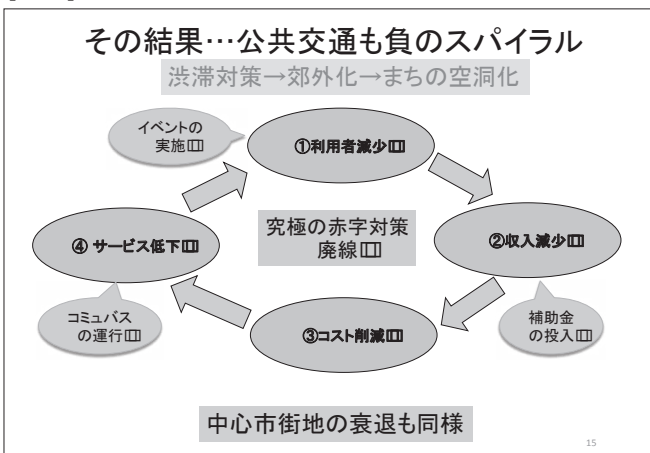 その結果…公共交通も負のスパイラル
渋滞対策→郊外化→まちの空洞化
イベントの
実施
①利用者減少
②収入減少
補助金
の投入
③コスト削減
④ サービス低下
コミュバス
の運行
究極の赤字対策
廃線
中心市街地の衰退も同様
15